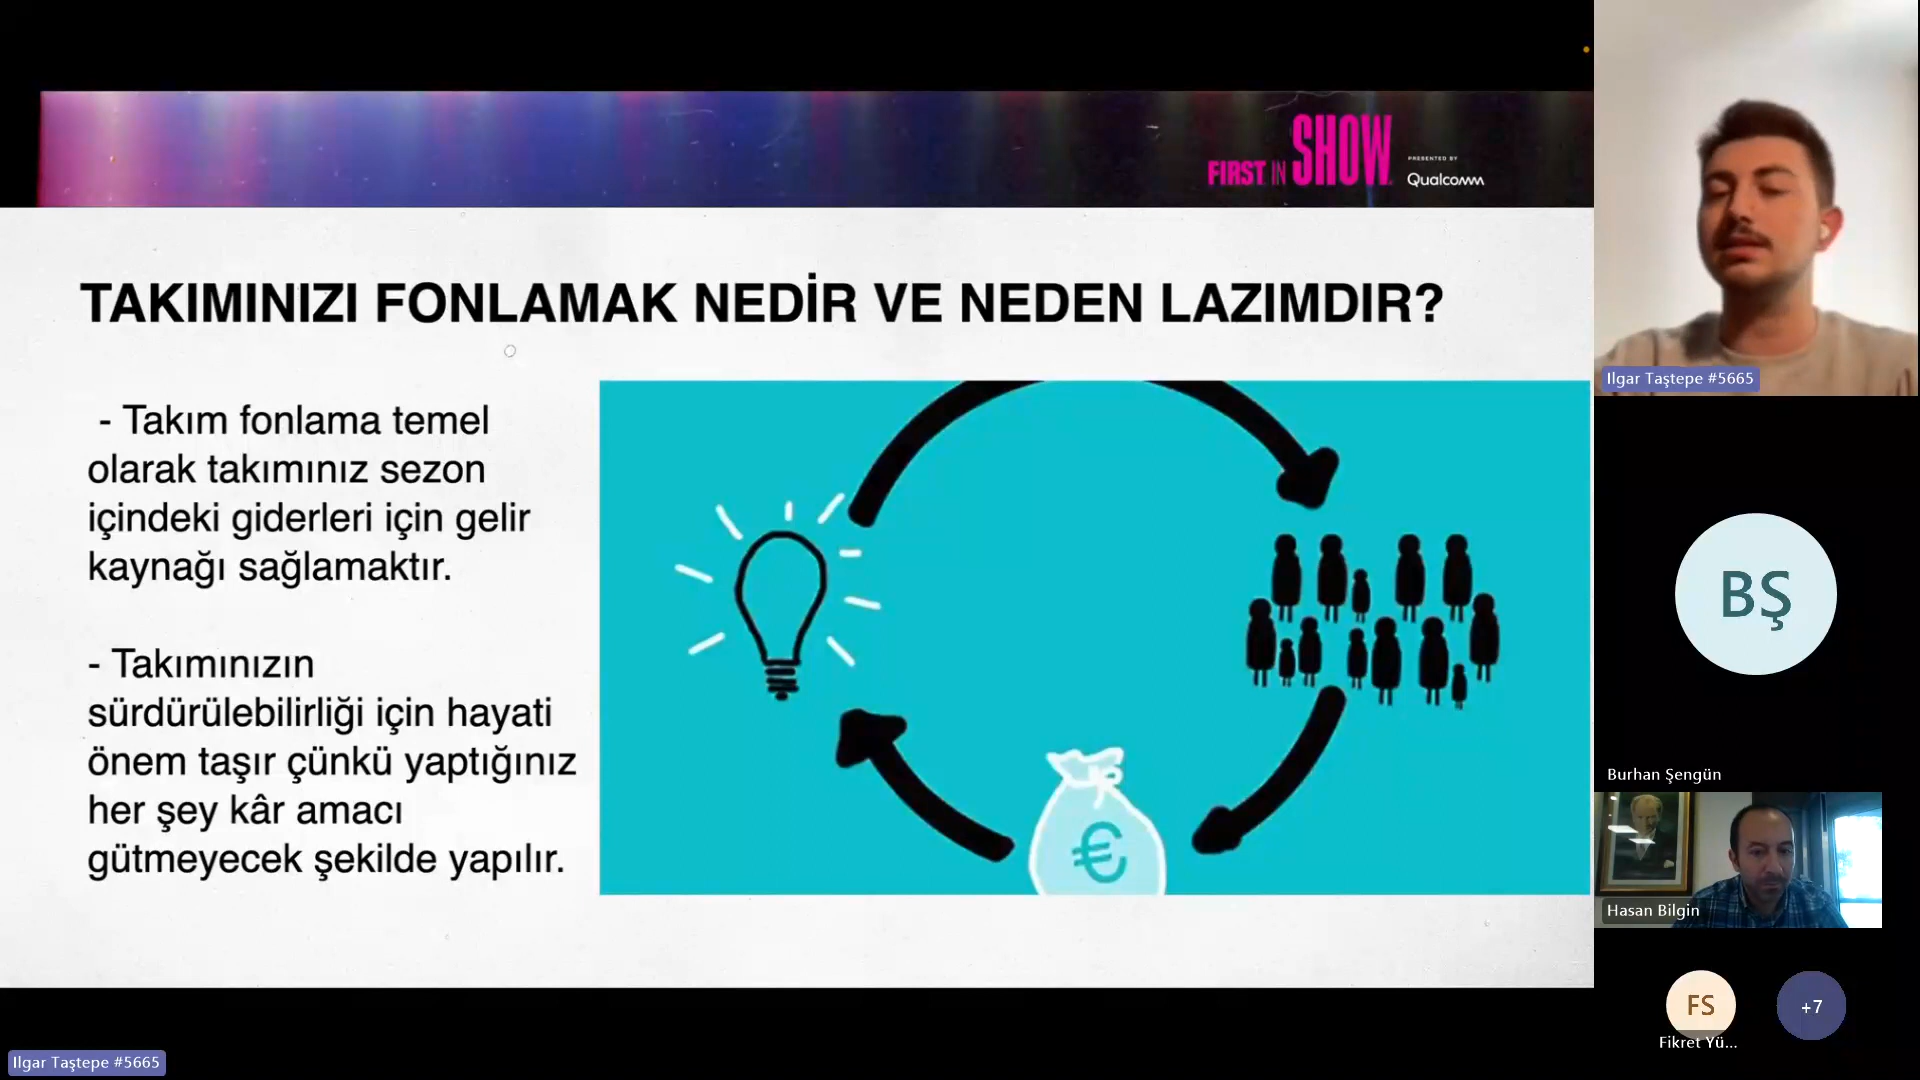 FIRST IN SHOW
PRESENTED BY
Qualcomm
TAKIMINIZI FONLAMAK NEDİR VE NEDEN LAZIMDIR?
- Takım fonlama temel
olarak takımınız sezon
içindeki giderleri için gelir
kaynağı sağlamaktır.
- Takımınızın
sürdürülebilirliği için hayati
önem taşır çünkü yaptığınız
her şey kâr amacı
gütmeyecek şekilde yapılır.
€
Ilgar Taştepe #5665
BŞ
Burhan Şengün
Hasan Bilgin
FS
+7
Fikret Yü...
Ilgar Taştepe #5665